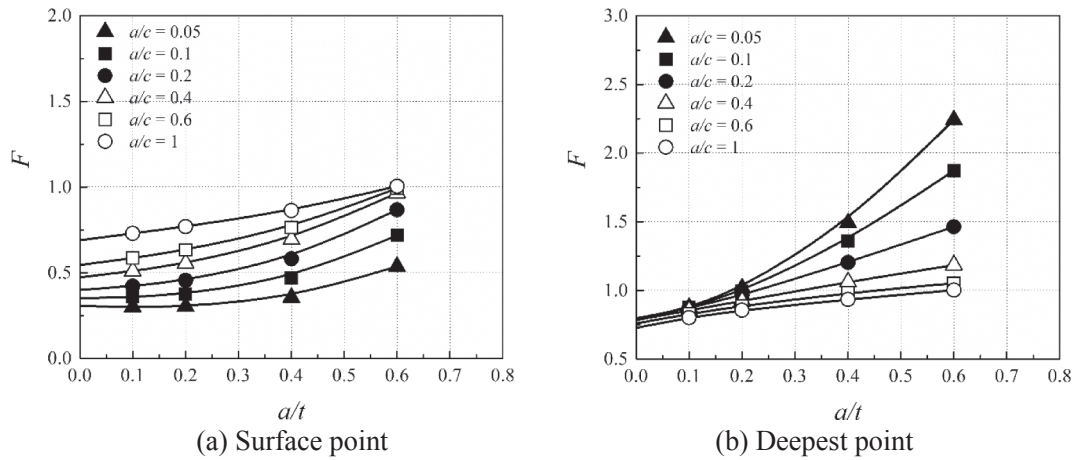 2.0
1.5
1.0
0.5
0.0
F
a/c = 0.05
a/c = 0.1
a/c = 0.2
a/c = 0.4
a/c = 0.6
a/c = 1
0.0 0.1 0.2 0.3 0.4 0.5 0.6 0.7 0.8
a/t
(a) Surface point
3.0
2.5
2.0
1.5
1.0
0.5
F
a/c = 0.05
a/c = 0.1
a/c = 0.2
a/c = 0.4
a/c = 0.6
a/c = 1
0.0 0.1 0.2 0.3 0.4 0.5 0.6 0.7 0.8
a/t
(b) Deepest point